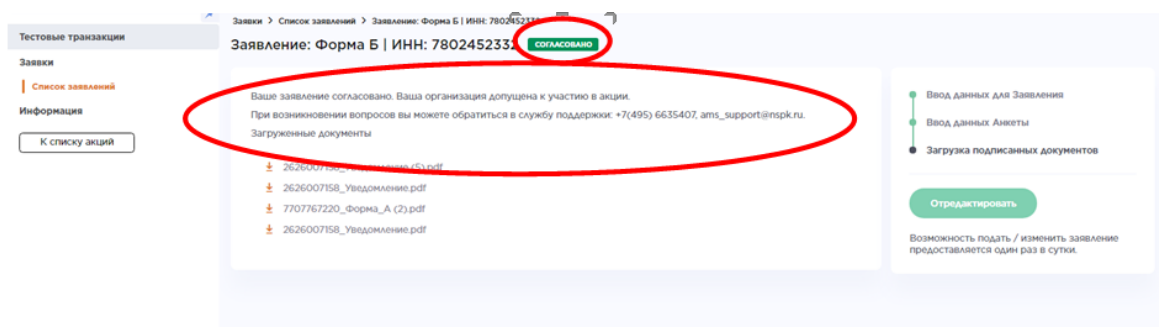 Заявки > Список заявлений > Заявление: Форма Б | ИНН:
Тестовые транзакции
Заявление: Форма Б | ИНН: 7802452332 СОГЛАСОВАНО
Заявки
Список заявлений
Информация
К списку акций
Ваше заявление согласовано. Ваша организация допущена к участию в акции.
При возникновении вопросов вы можете обратиться в службу поддержки: +7(495) 6635407, ams_support@nspk.ru.
Загруженные документы
2626007158_Уведомление (5).pdf
2626007158_Уведомление.pdf
7707767220_Форма_А (2).pdf
2626007158_Уведомление.pdf
Ввод данных для Заявления
Ввод данных Анкеты
Загрузка подписанных документов
Отредактировать
Возможность подать / изменить заявление
предоставляется один раз в сутки.